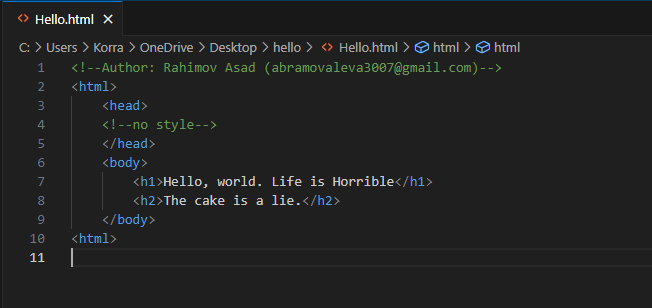 Hello.html
C: > Users > Korra > OneDrive > Desktop > hello > Hello.html > html > html
1 <!--Author: Rahimov Asad (abramovaleva3007@gmail.com)-->
2 <html>
3     <head>
4     <!--no style-->
5     </head>
6     <body>
7         <h1>Hello, world. Life is Horrible</h1>
8         <h2>The cake is a lie.</h2>
9     </body>
10 <html>
11